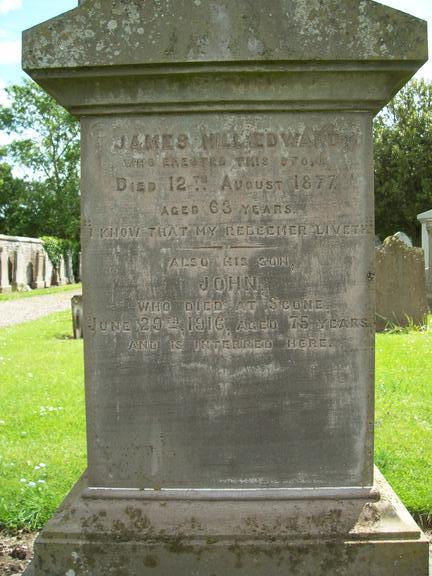 JAMES HILL EDWARD,
WHO ERECTED THIS STONE
DIED 12TH AUGUST 1877
AGED 63 YEARS.
"I KNOW THAT MY REDEEMER LIVETH"
ALSO HIS SON,
JOHN,
WHO DIED AT SCONE
JUNE 29TH 1916, AGED 75 YEARS
AND IS INTERRED HERE.